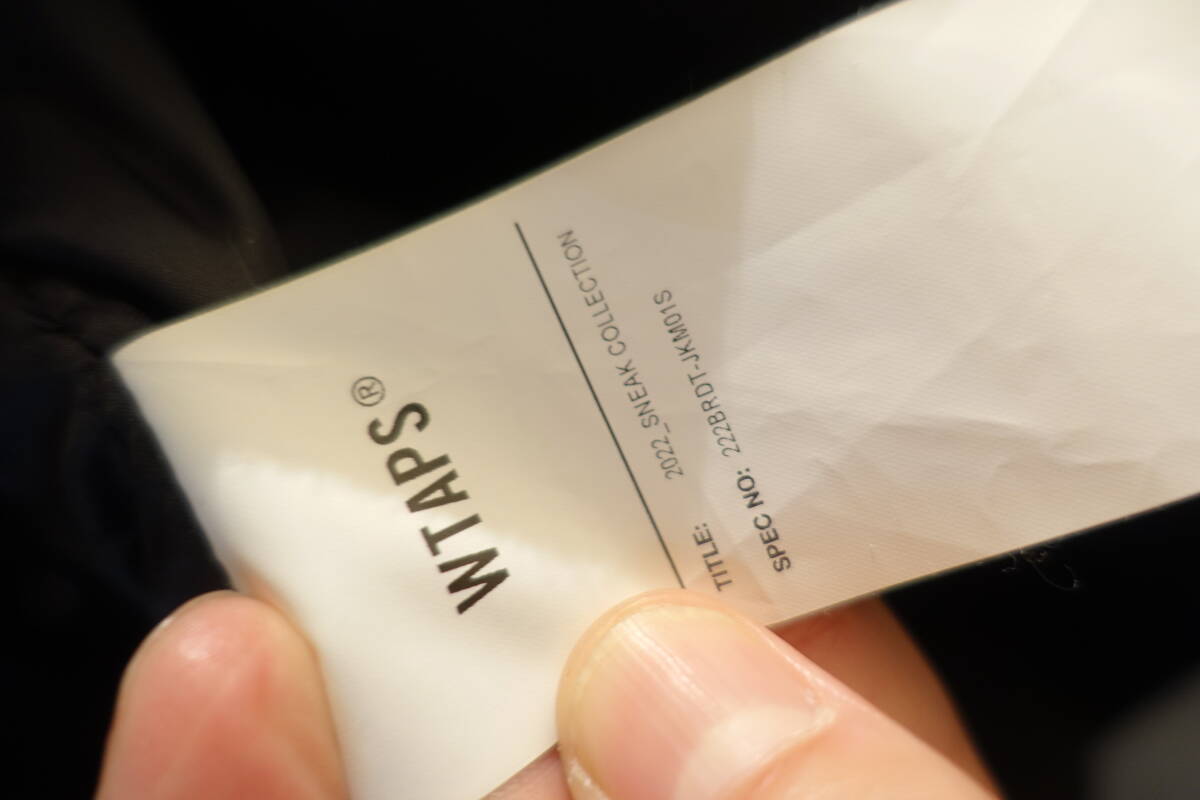 WTAPS®
TITLE: 2022_SNEAK COLLECTION
SPEC NO: 222BRDT-JKM01S